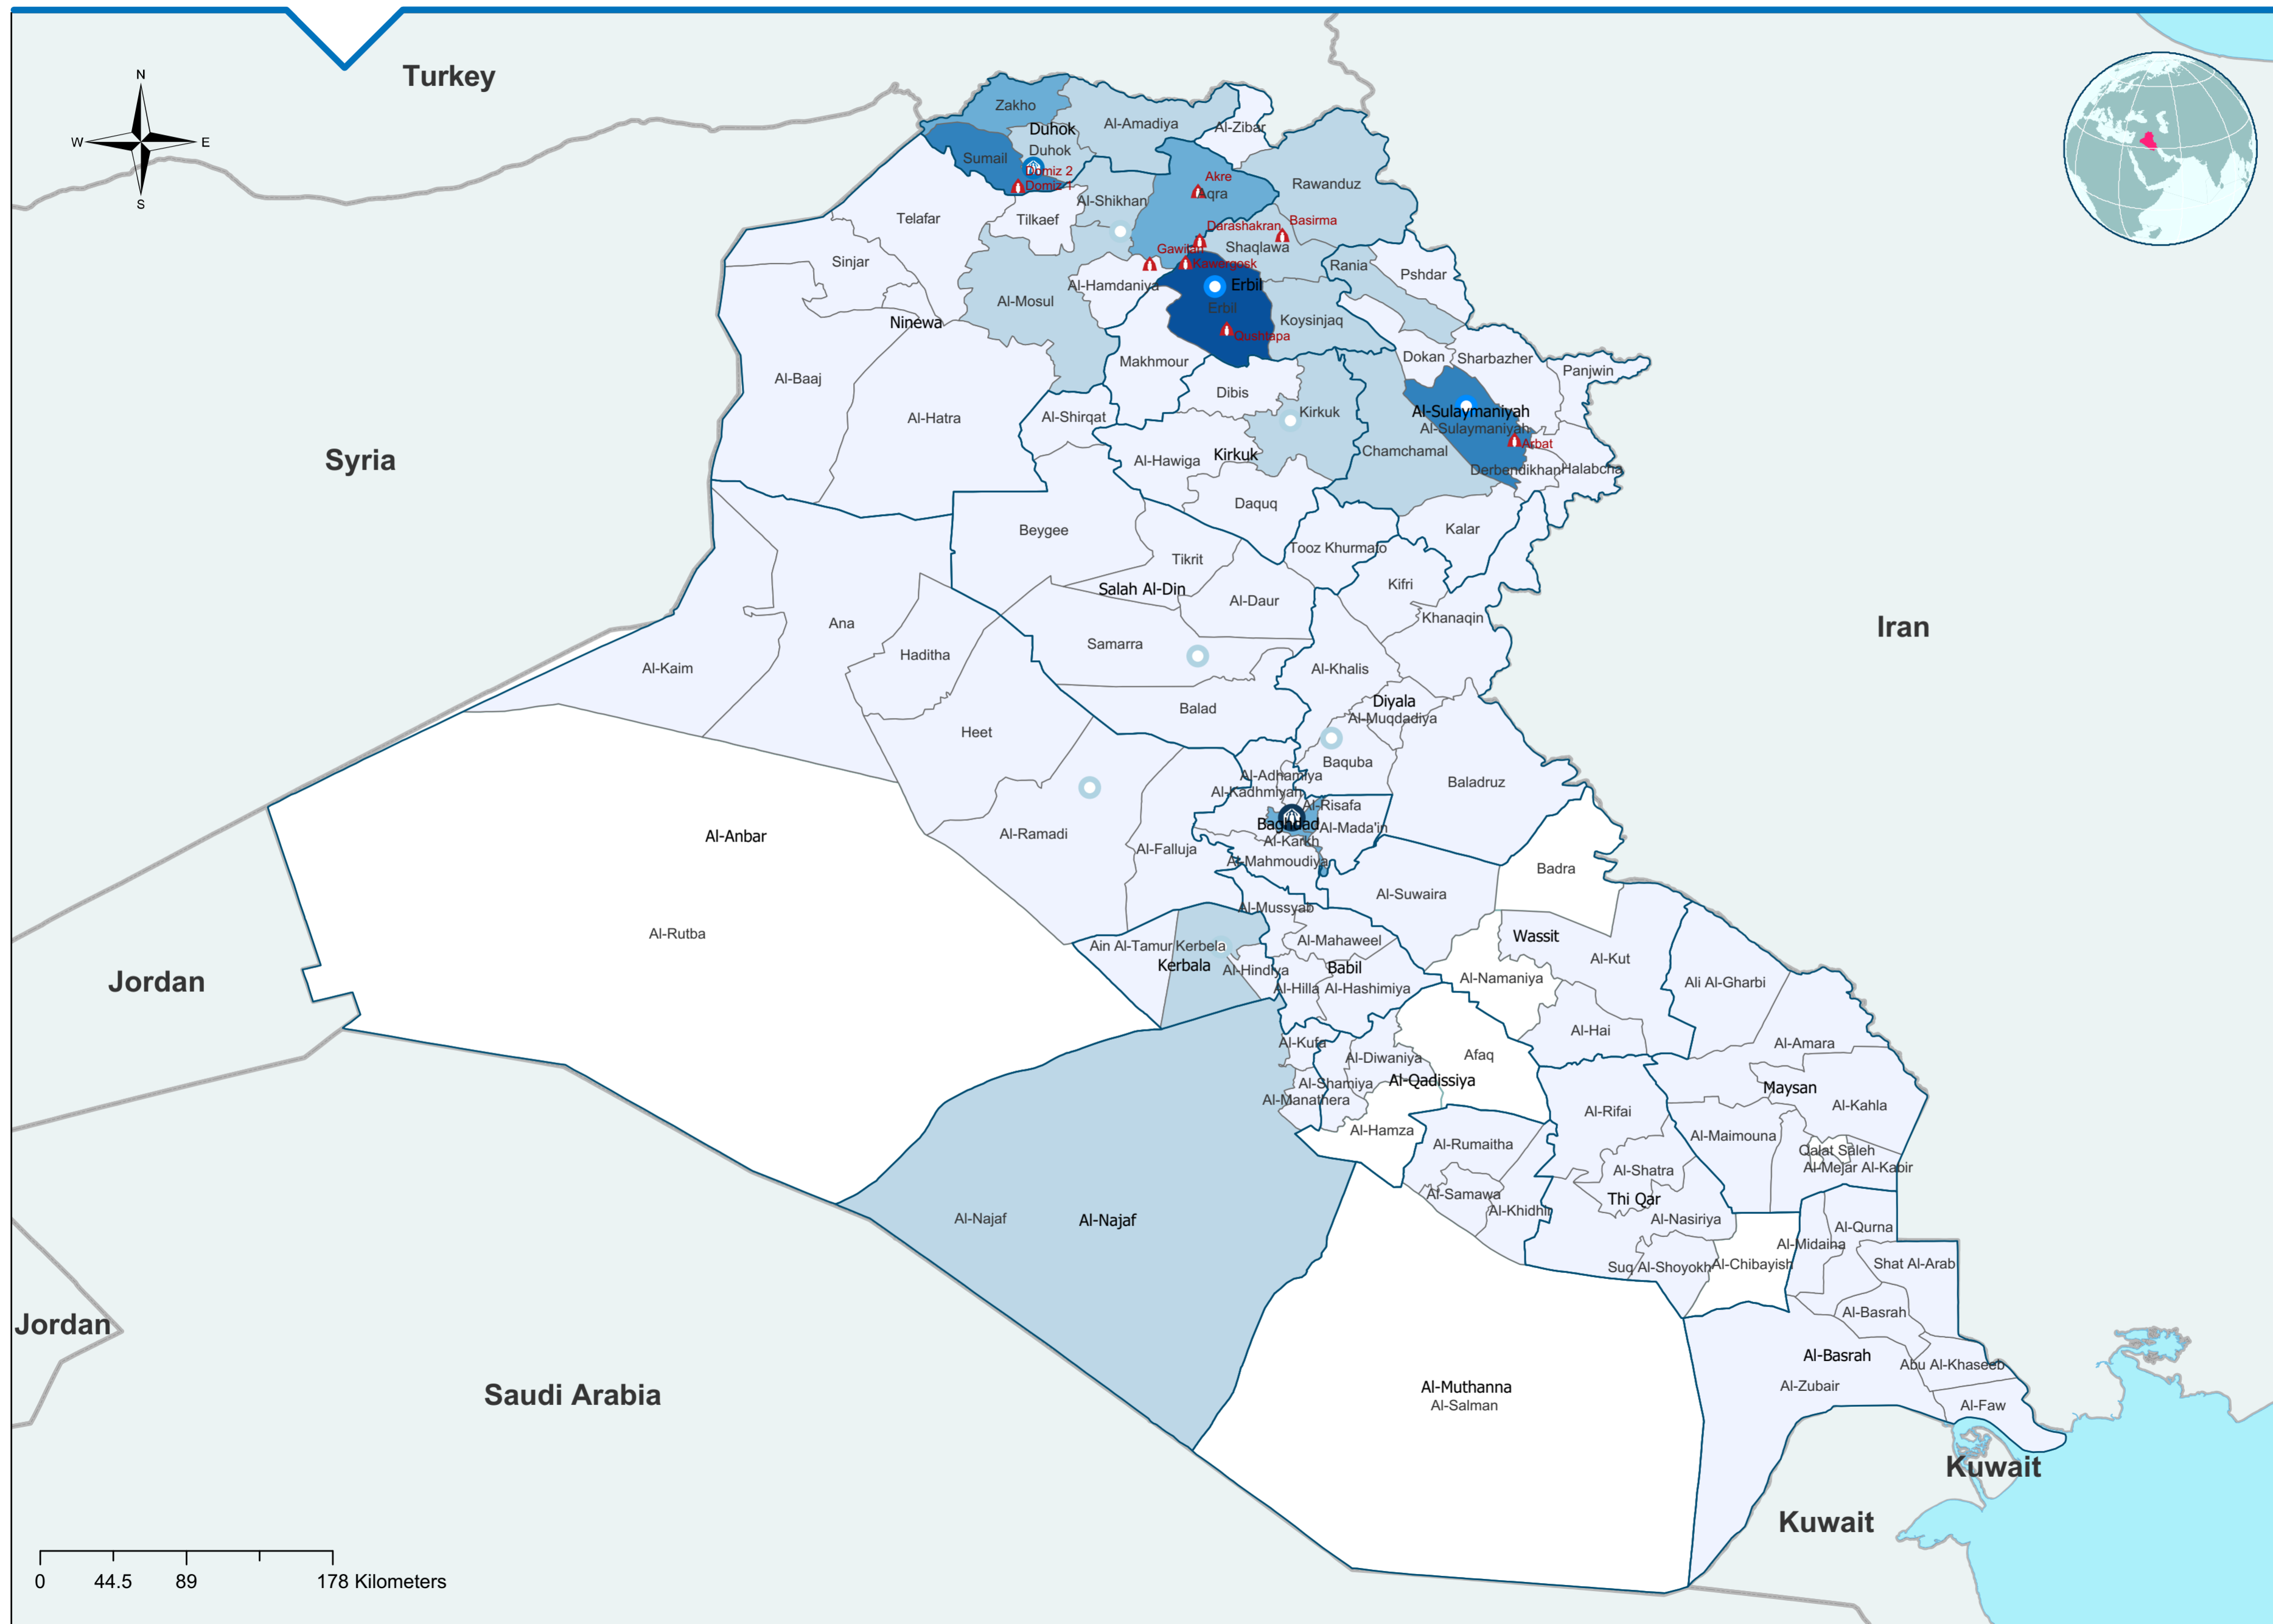 Turkey
N
W
E
S
Zakho
Al-Amadiya
Al-Zibar
Duhok
Duhok
Sumail
Domiz 2
Domiz 1
Akre
Aqra
Rawanduz
Al-Shikhan
Telafar
Tilkaef
Darashakran
Basirma
Shaqlawa
Gawilan
Kawergosk
Sinjar
Rania
Pshdar
Al-Hamdaniya
Erbil
Erbil
Al-Mosul
Ninewa
Koysinjaq
Qushtapa
Makhmour
Dokan
Sharbazher
Panjwin
Al-Baaj
Dibis
Al-Hatra
Al-Shirqat
Kirkuk
Al-Sulaymaniyah
Al-Sulaymaniyah
Arbat
Syria
Al-Hawiga
Kirkuk
Chamchamal
Derbendikhan
Halabcha
Daquq
Beygee
Kalar
Tikrit
Tooz Khurmato
Salah Al-Din
Al-Daur
Kifri
Khanaqin
Iran
Ana
Samarra
Haditha
Al-Kaim
Al-Khalis
Diyala
Balad
Al-Muqdadiya
Heet
Baquba
Al-Adhamiya
Baladruz
Al-Kadhmiyah
Al-Risafa
Baghdad
Al-Mada'in
Al-Anbar
Al-Ramadi
Al-Karkh
Al-Falluja
Al-Mahmoudiya
Badra
Al-Suwaira
Al-Mussyab
Al-Rutba
Ain Al-Tamur
Kerbela
Al-Mahaweel
Wassit
Kerbala
Al-Hindiya
Babil
Al-Kut
Al-Namaniya
Ali Al-Gharbi
Jordan
Al-Hilla
Al-Hashimiya
Al-Hai
Al-Kufa
Al-Diwaniya
Afaq
Al-Amara
Al-Shamiya
Al-Qadissiya
Al-Manathera
Maysan
Al-Rifai
Al-Kahla
Al-Hamza
Al-Rumaitha
Al-Maimouna
Qalat Saleh
Al-Mejar Al-Kabir
Al-Shatra
Al-Samawa
Thi Qar
Al-Khidhir
Al-Najaf
Al-Najaf
Al-Nasiriya
Al-Qurna
Al-Midaina
Suq Al-Shoyokh
Al-Chibayish
Shat Al-Arab
Al-Basrah
Jordan
Al-Basrah
Abu Al-Khaseeb
Saudi Arabia
Al-Muthanna
Al-Salman
Al-Zubair
Al-Faw
Kuwait
Kuwait
0
44.5
89
178 Kilometers